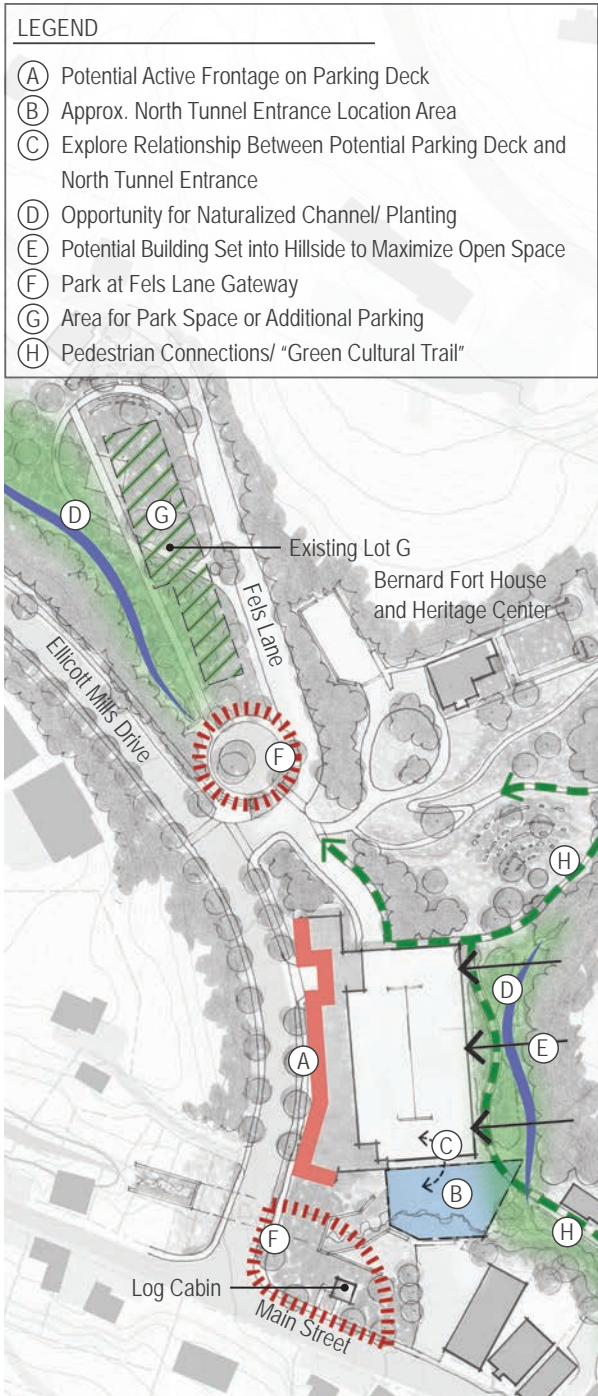 LEGEND
A Potential Active Frontage on Parking Deck
B Approx. North Tunnel Entrance Location Area
C Explore Relationship Between Potential Parking Deck and
North Tunnel Entrance
D Opportunity for Naturalized Channel/ Planting
E Potential Building Set into Hillside to Maximize Open Space
F Park at Fels Lane Gateway
G Area for Park Space or Additional Parking
H Pedestrian Connections/ “Green Cultural Trail”
D
G
Existing Lot G
Bernard Fort House
and Heritage Center
Fels Lane
Ellicott Mills Drive
F
H
D
A
E
C
B
F
H
Log Cabin
Main Street